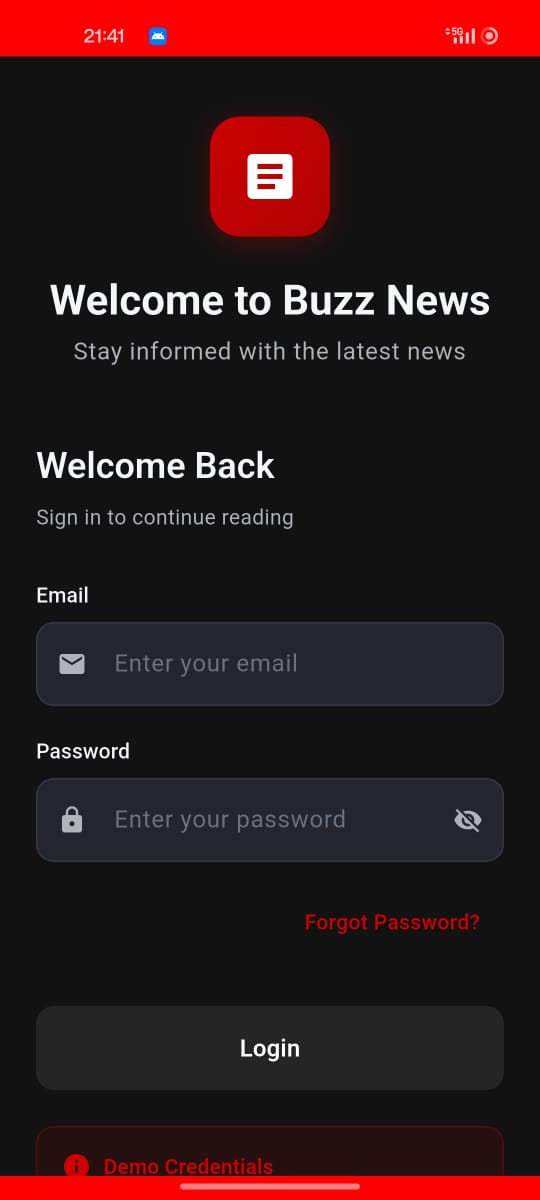 21:41
5G
Welcome to Buzz News
Stay informed with the latest news
Welcome Back
Sign in to continue reading
Email
Enter your email
Password
Enter your password
Forgot Password?
Login
Demo Credentials